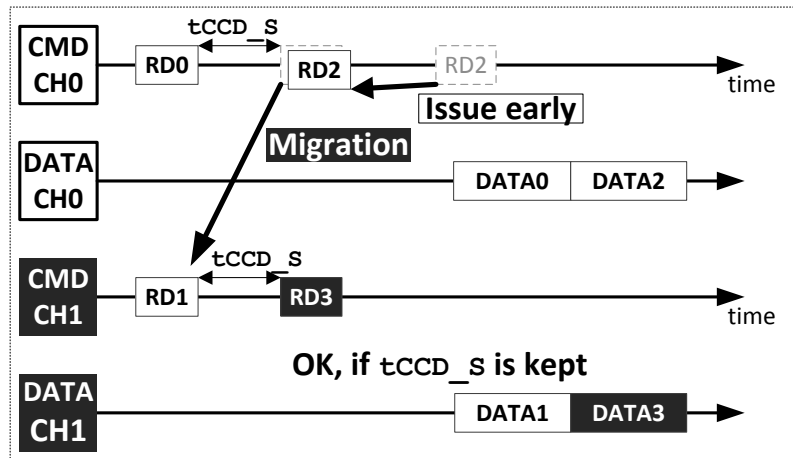 tCCD_S
CMD
CH0
RD0
RD2
RD2
time
Issue early
Migration
DATA
CH0
DATA0
DATA2
tCCD_S
CMD
CH1
RD1
RD3
time
OK, if tCCD_S is kept
DATA
CH1
DATA1
DATA3